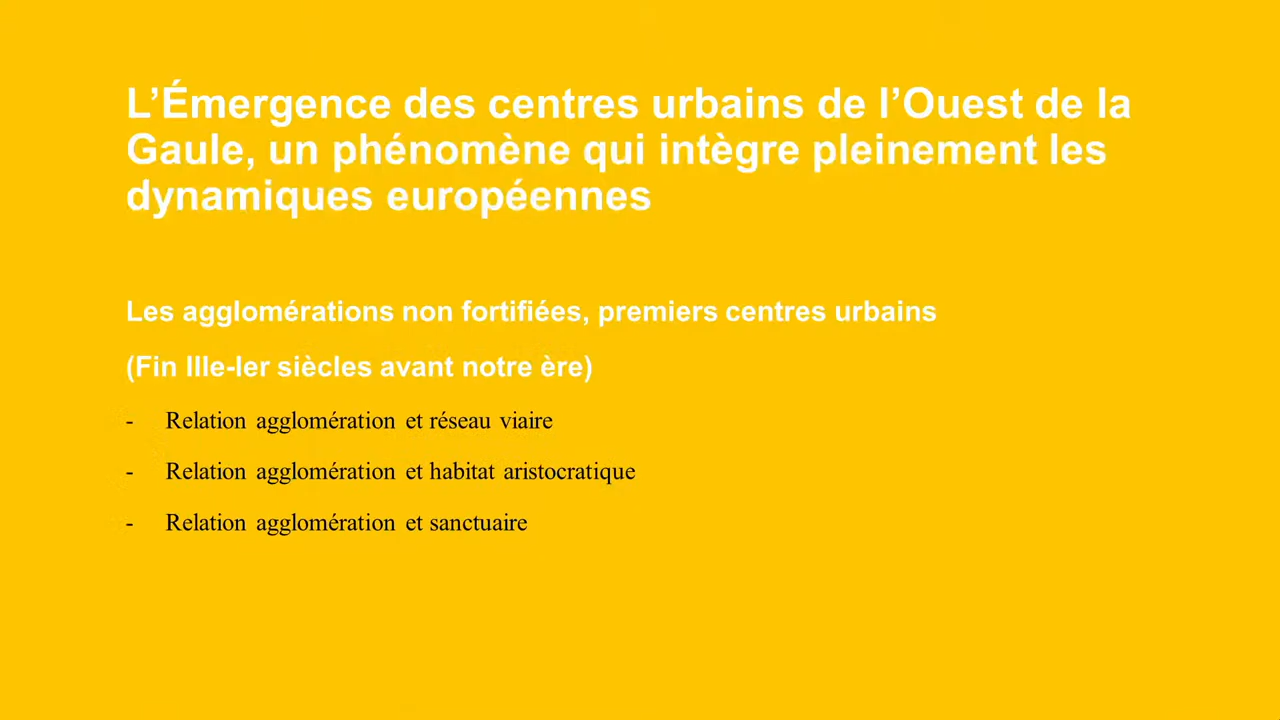 L’Émergence des centres urbains de l’Ouest de la
Gaule, un phénomène qui intègre pleinement les
dynamiques européennes
Les agglomérations non fortifiées, premiers centres urbains
(Fin IIIe-Ier siècles avant notre ère)
- Relation agglomération et réseau viaire
- Relation agglomération et habitat aristocratique
- Relation agglomération et sanctuaire